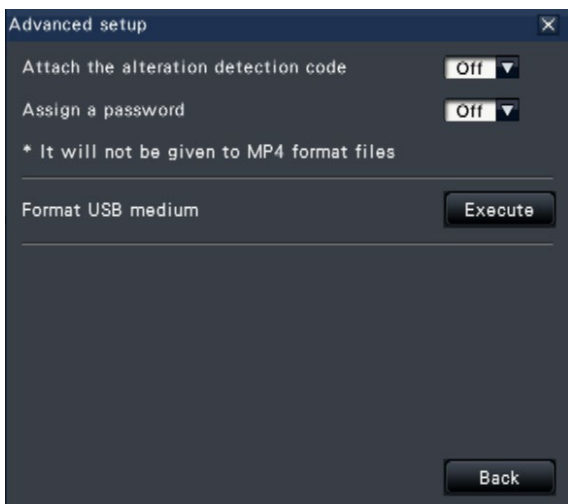 Advanced setup
Attach the alteration detection code Off
Assign a password Off
* It will not be given to MP4 format files
Format USB medium Execute
Back